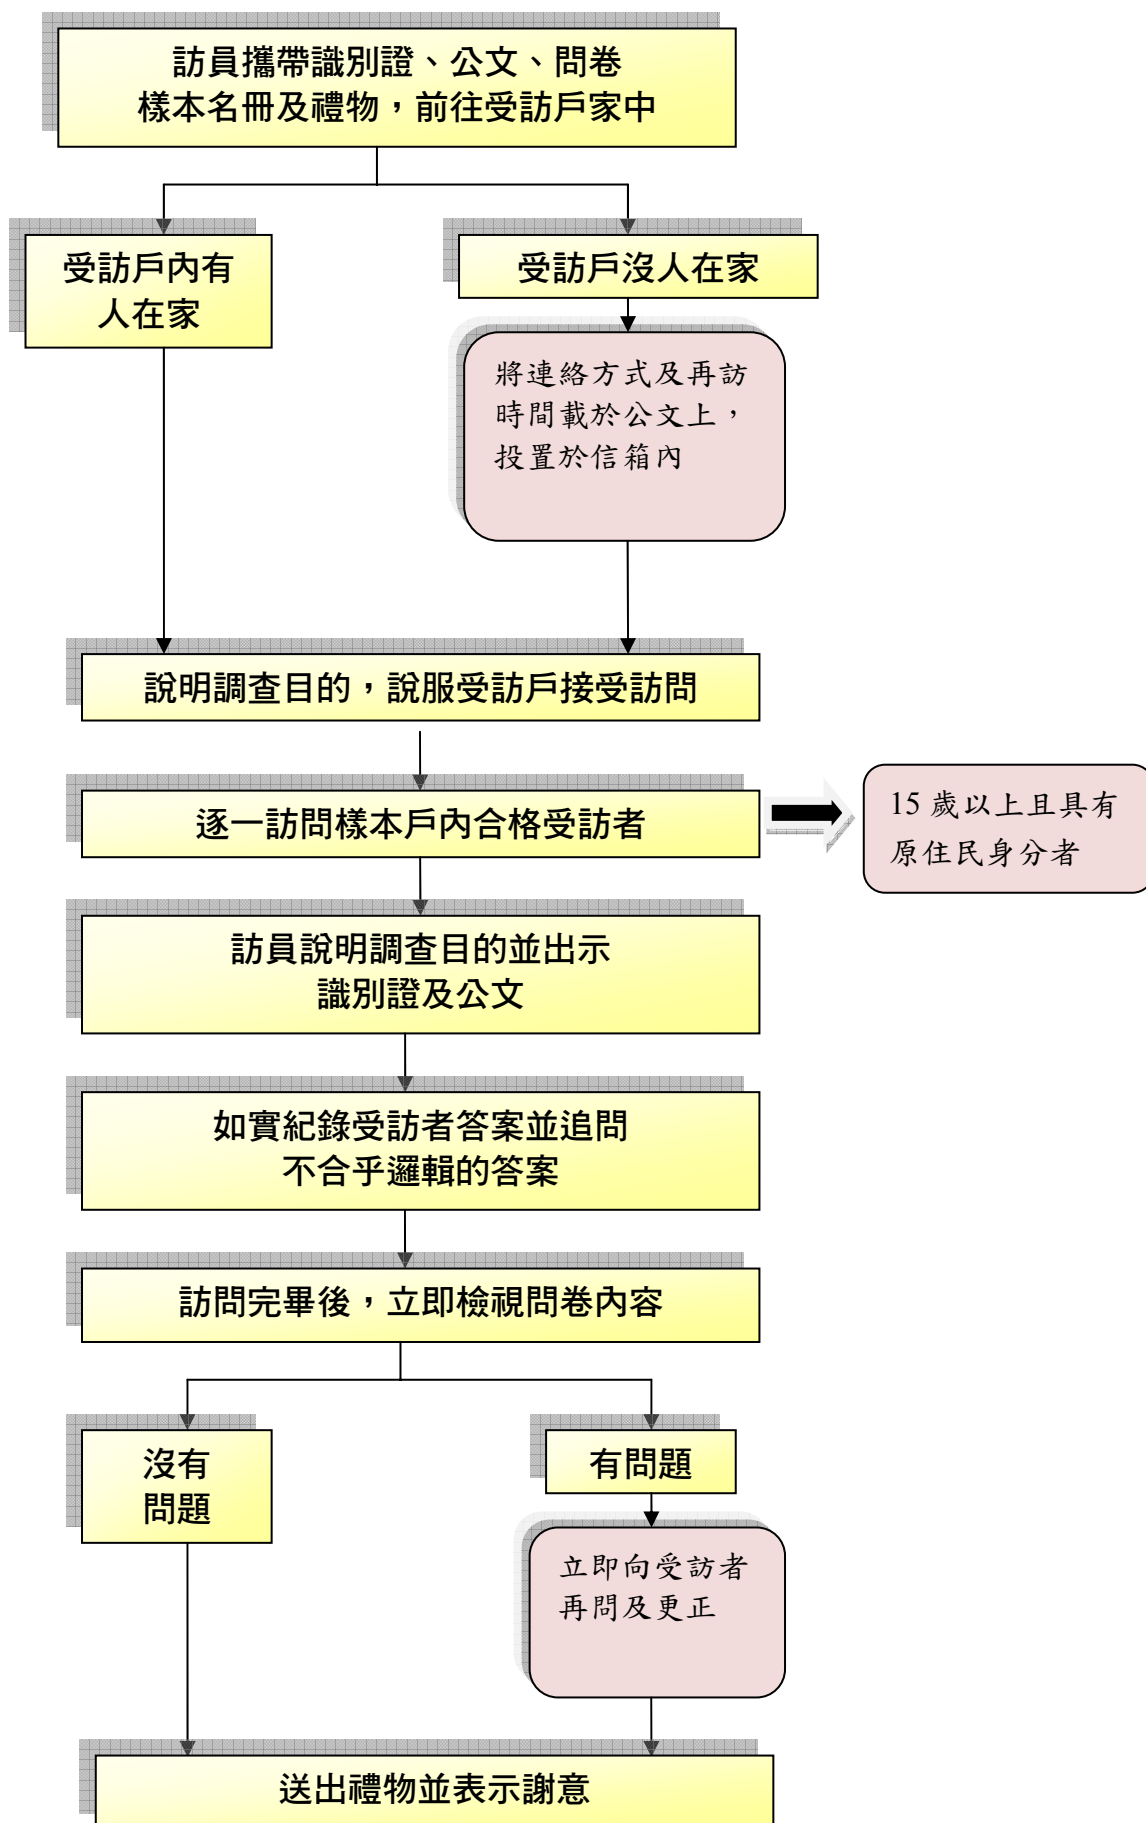 訪員攜帶識別證、公文、問卷
樣本名冊及禮物，前往受訪戶家中
受訪戶內有
人在家
受訪戶沒人在家
將連絡方式及再訪
時間載於公文上，
投置於信箱內
說明調查目的，說服受訪戶接受訪問
逐一訪問樣本戶內合格受訪者
15 歲以上且具有
原住民身分者
訪員說明調查目的並出示
識別證及公文
如實紀錄受訪者答案並追問
不合乎邏輯的答案
訪問完畢後，立即檢視問卷內容
沒有
問題
有問題
立即向受訪者
再問及更正
送出禮物並表示謝意